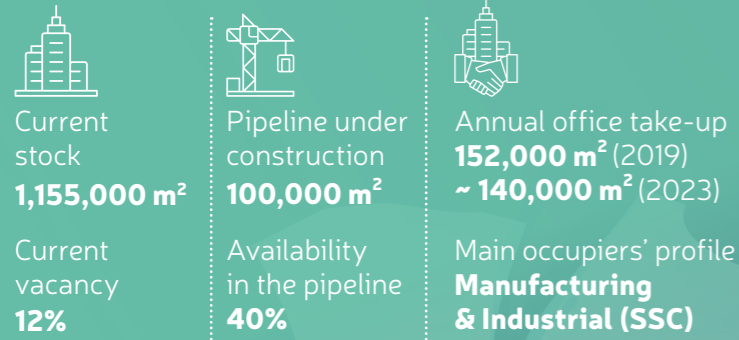 Current
stock
1,155,000 m²
Current
vacancy
12%
Pipeline under
construction
100,000 m²
Availability
in the pipeline
40%
Annual office take-up
152,000 m² (2019)
~ 140,000 m² (2023)
Main occupiers' profile
Manufacturing
& Industrial (SSC)